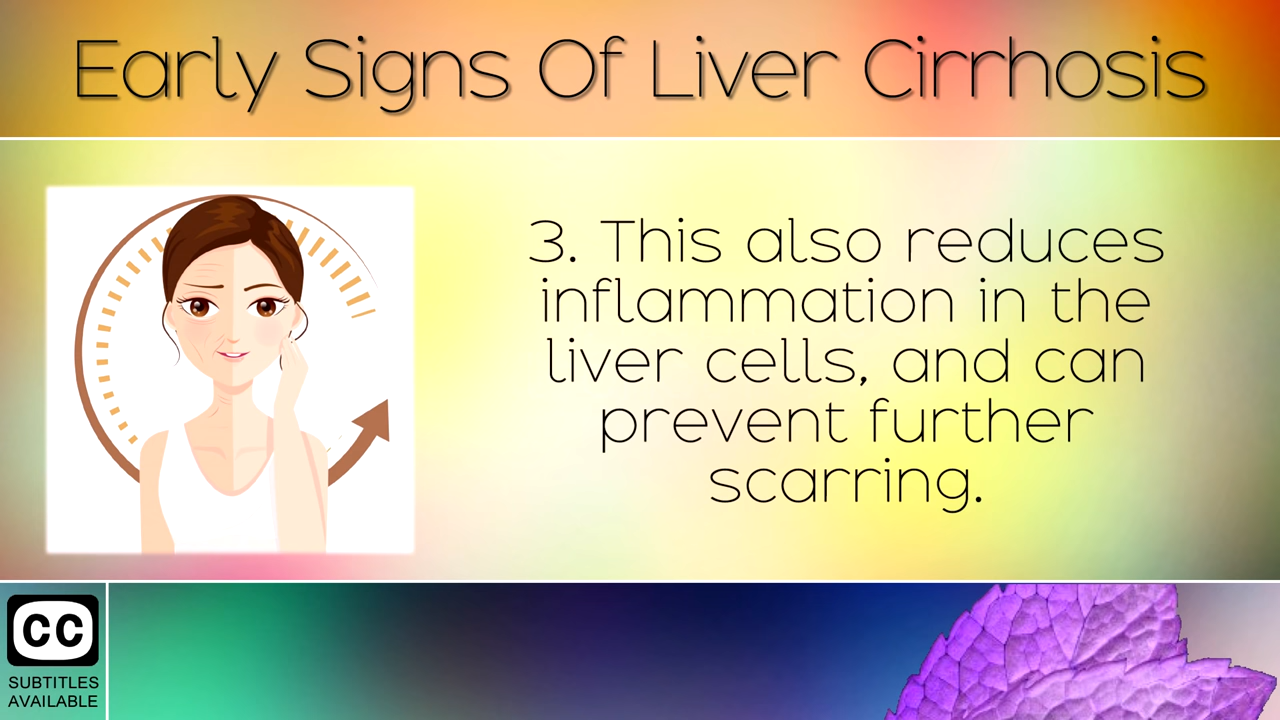 Early Signs Of Liver Cirrhosis
3. This also reduces
inflammation in the
liver cells, and can
prevent further
scarring.
CC
SUBTITLES
AVAILABLE